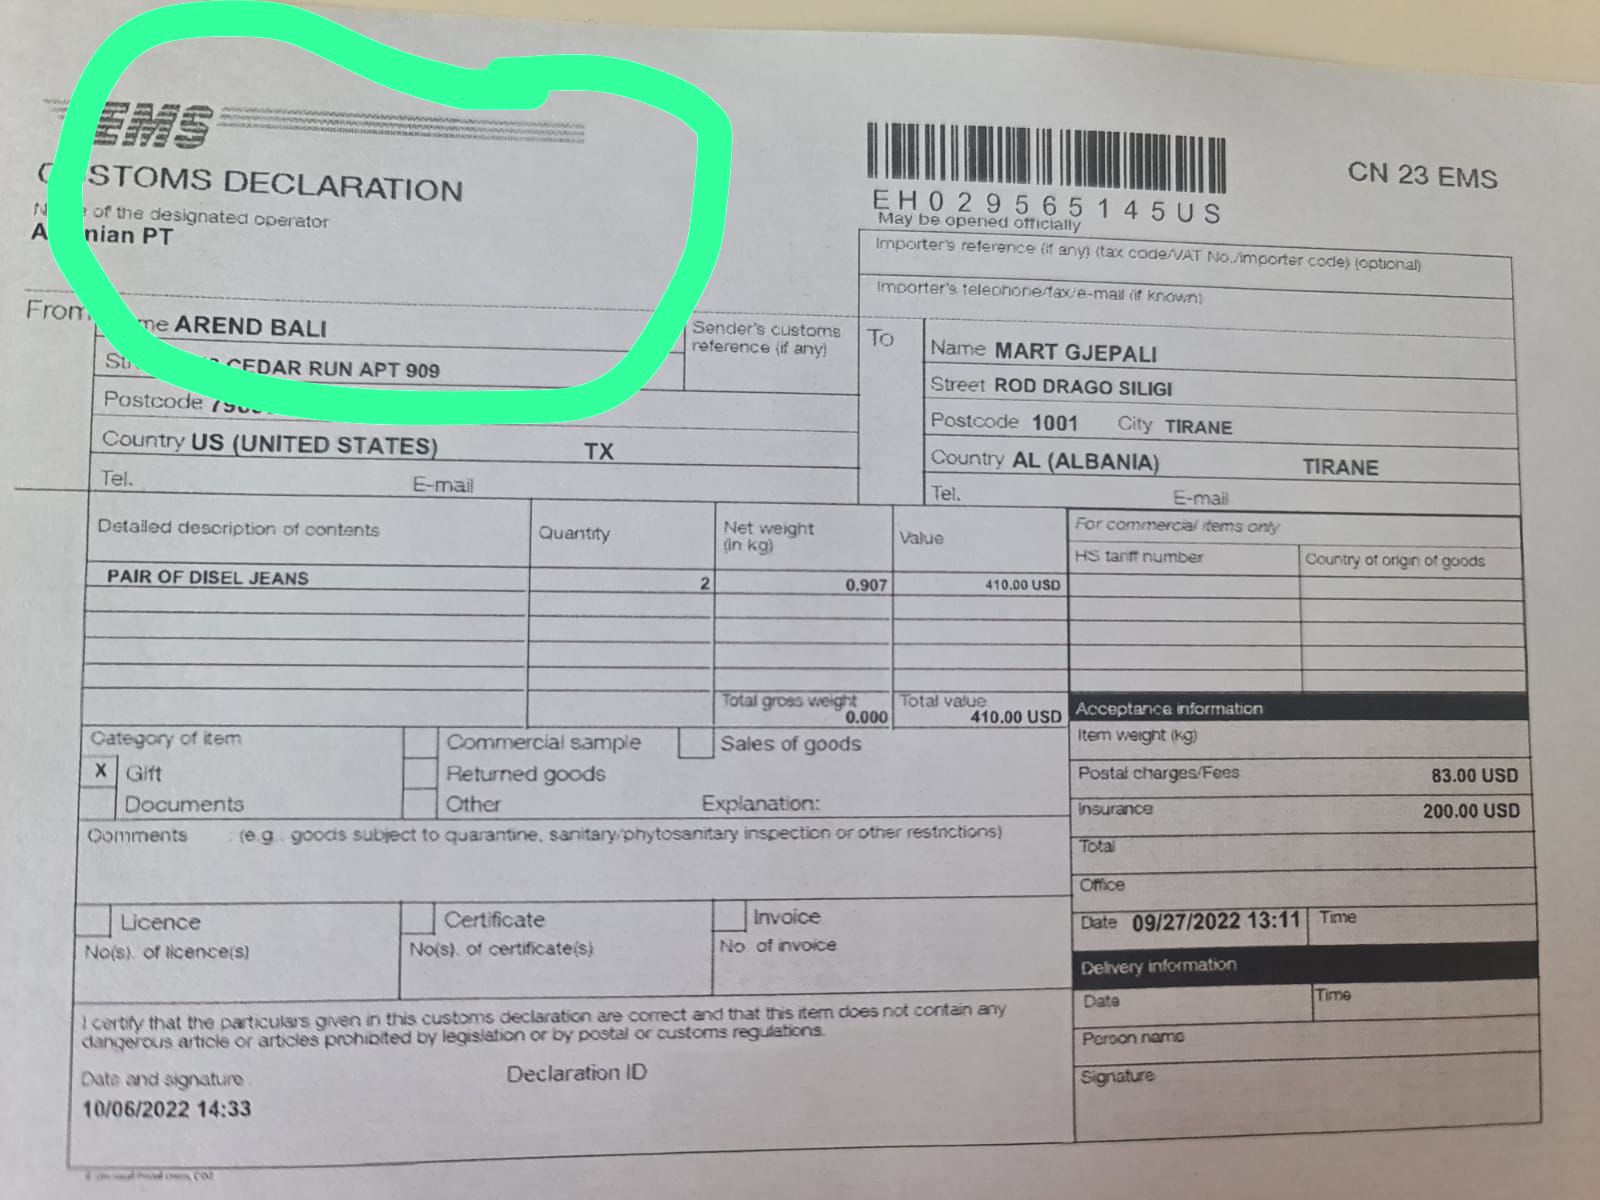 EMS
STOMS DECLARATION
of the designated operator
nian PT
EH029565145US
May be opened officially
CN 23 EMS
Importer's reference (if any) (tax code/VAT No./importer code) (optional)
Importer's telephone/fax/e-mail (if known)
From
AREND BALI
CEDAR RUN APT 909
Postcode
Country US (UNITED STATES) TX
Tel. E-mail
Sender's customs
reference (if any)
To
Name MART GJEPALI
Street ROD DRAGO SILIGI
Postcode 1001 City TIRANE
Country AL (ALBANIA) TIRANE
Tel. E-mail
Detailed description of contents Quantity Net weight (in kg) Value
PAIR OF DISEL JEANS 2 0.907 410.00 USD
For commercial items only
HS tariff number Country of origin of goods
Total gross weight Total value
0.000 410.00 USD
Category of item
X Gift
Documents
Commercial sample
Returned goods
Other
Sales of goods
Explanation:
Comments : (e.g.. goods subject to quarantine, sanitary/phytosanitary inspection or other restrictions)
Licence
No(s). of licence(s)
Certificate
No(s). of certificate(s)
Invoice
No. of invoice
I certify that the particulars given in this customs declaration are correct and that this item does not contain any
dangerous article or articles prohibited by legislation or by postal or customs regulations.
Date and signature. Declaration ID
10/06/2022 14:33
Acceptance information
Item weight (kg)
Postal charges/Fees 83.00 USD
Insurance 200.00 USD
Total
Office
Date 09/27/2022 13:11 Time
Delivery information
Date Time
Person name
Signature